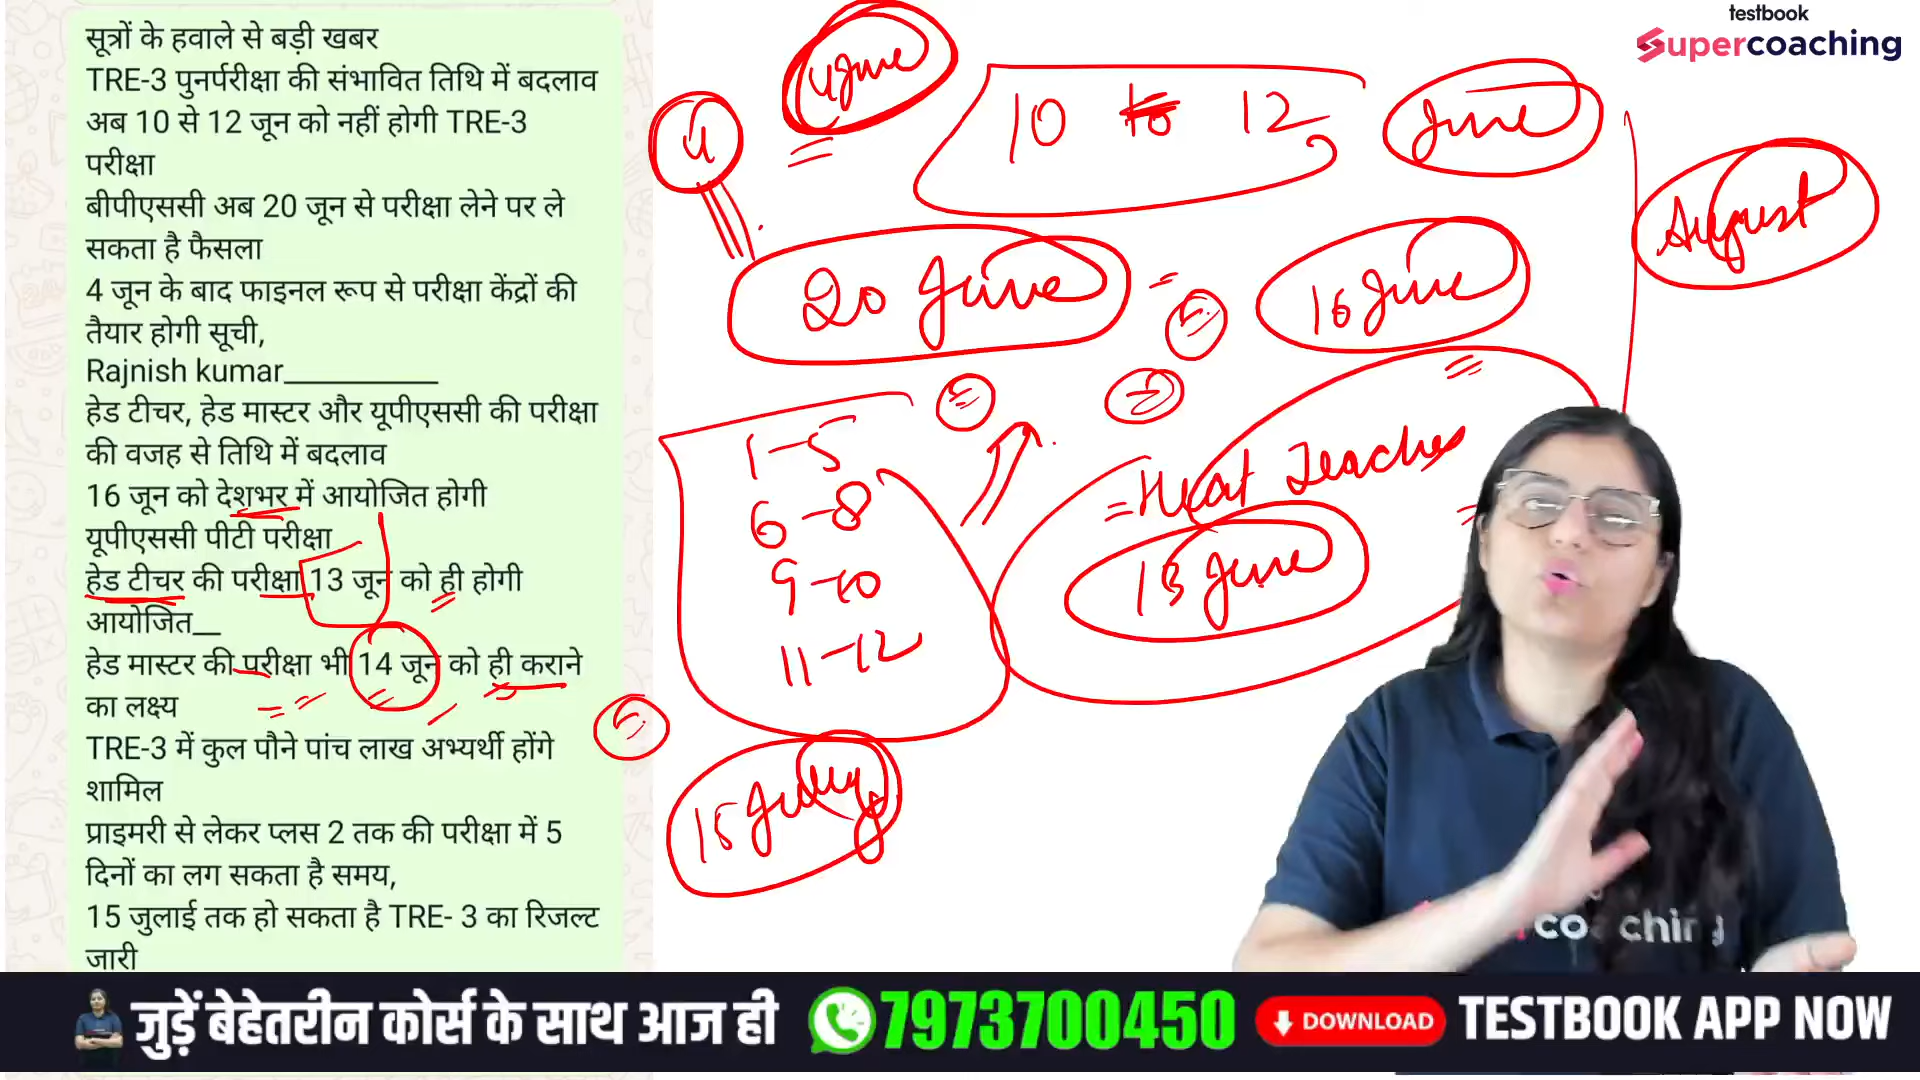 सूत्रों के हवाले से बड़ी खबर
TRE-3 पुनर्परीक्षा की संभावित तिथि में बदलाव
अब 10 से 12 जून को नहीं होगी TRE-3
परीक्षा
बीपीएससी अब 20 जून से परीक्षा लेने पर ले
सकता है फैसला
4 जून के बाद फाइनल रूप से परीक्षा केंद्रों की
तैयार होगी सूची,
Rajnish kumar___________
हेड टीचर, हेड मास्टर और यूपीएससी की परीक्षा
की वजह से तिथि में बदलाव
16 जून को देशभर में आयोजित होगी
यूपीएससी पीटी परीक्षा
हेड टीचर की परीक्षा 13 जून को ही होगी
आयोजित__
हेड मास्टर की परीक्षा भी 14 जून को ही कराने
का लक्ष्य
TRE-3 में कुल पौने पांच लाख अभ्यर्थी होंगे
शामिल
प्राइमरी से लेकर प्लस 2 तक की परीक्षा में 5
दिनों का लग सकता है समय,
15 जुलाई तक हो सकता है TRE- 3 का रिजल्ट
जारी
4 June
10 to 12 June
4
August
20 June
16 June
1-5
6-8
9-10
11-12
Heat Teacher
13 June
15 July
testbook
Supercoaching
coaching
जुड़ें बेहेतरीन कोर्स के साथ आज ही
7973700450
DOWNLOAD
TESTBOOK APP NOW